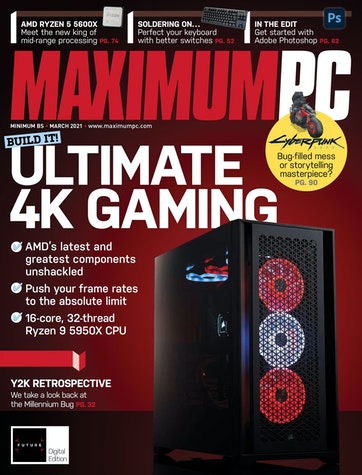 AMD RYZEN 5 5600X
Meet the new king of
mid-range processing PG. 74
SOLDERING ON...
Perfect your keyboard
with better switches PG. 52
IN THE EDIT
Get started with
Adobe Photoshop PG. 62
Ps
MAXIMUMPC
MINIMUM BS · MARCH 2021 · www.maximumpc.com
BUILD IT!
ULTIMATE
4K GAMING
CYBERPUNK
Bug-filled mess
or storytelling
masterpiece?
PG. 90
AMD's latest and
greatest components
unshackled
Push your frame rates
to the absolute limit
16-core, 32-thread
Ryzen 9 5950X CPU
Y2K RETROSPECTIVE
We take a look back at
the Millennium Bug PG. 32
FUTURE
Digital
Edition